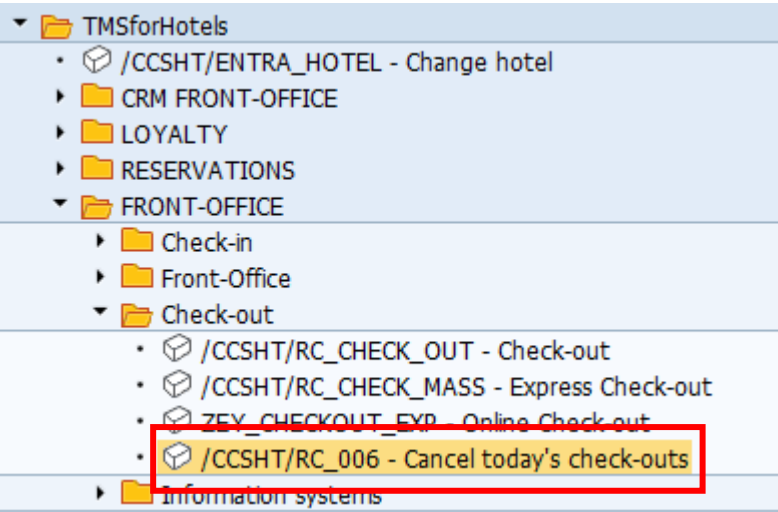 TMSforHotels
/CCSHT/ENTRA_HOTEL - Change hotel
CRM FRONT-OFFICE
LOYALTY
RESERVATIONS
FRONT-OFFICE
Check-in
Front-Office
Check-out
/CCSHT/RC_CHECK_OUT - Check-out
/CCSHT/RC_CHECK_MASS - Express Check-out
ZEY_CHECKOUT_EXP - Online Check-out
/CCSHT/RC_006 - Cancel today's check-outs
Information systems